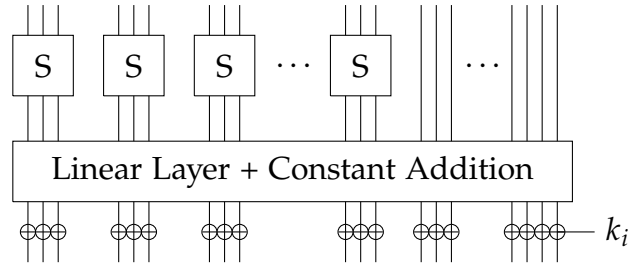 S S S ⋯ S ⋯
Linear Layer + Constant Addition
k_i